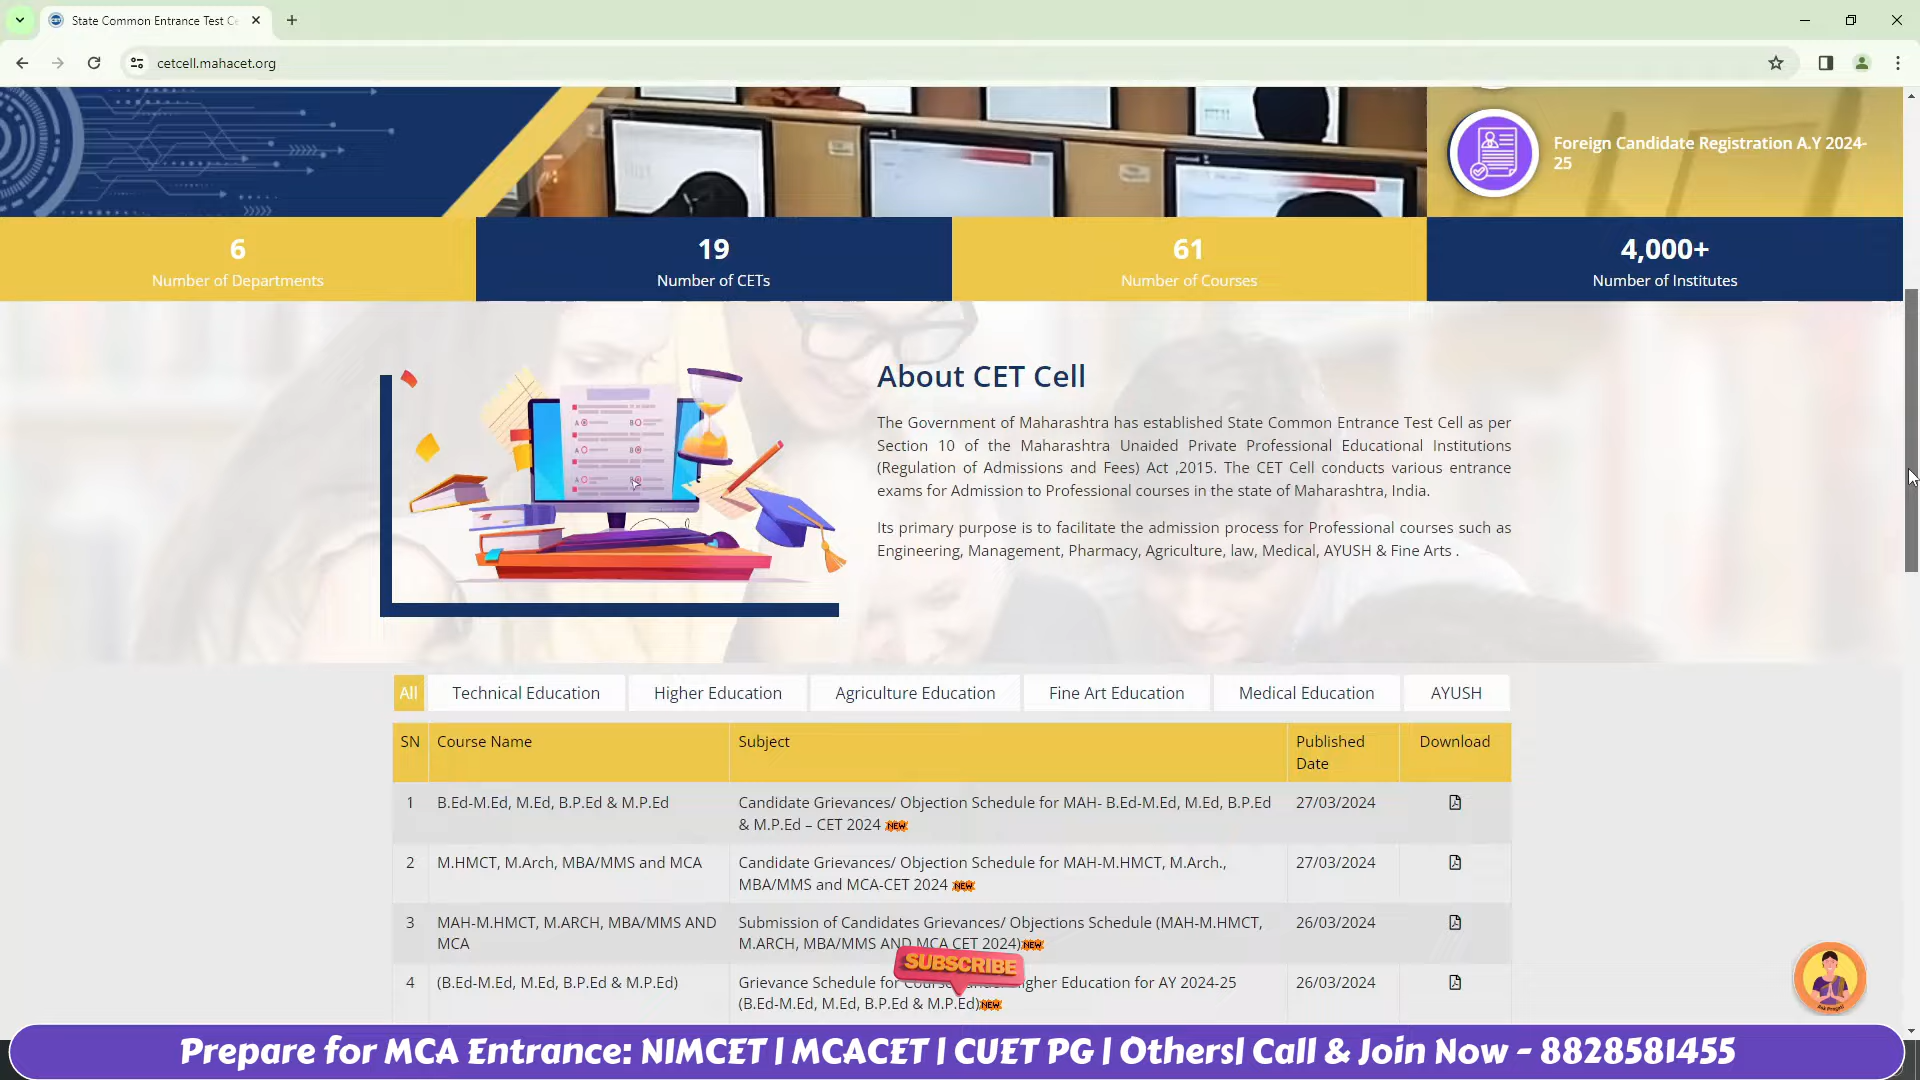 State Common Entrance Test C
cetcell.mahacet.org
Foreign Candidate Registration A.Y 2024-
25
6
Number of Departments
19
Number of CETs
61
Number of Courses
4,000+
Number of Institutes
About CET Cell
The Government of Maharashtra has established State Common Entrance Test Cell as per
Section 10 of the Maharashtra Unaided Private Professional Educational Institutions
(Regulation of Admissions and Fees) Act ,2015. The CET Cell conducts various entrance
exams for Admission to Professional courses in the state of Maharashtra, India.
Its primary purpose is to facilitate the admission process for Professional courses such as
Engineering, Management, Pharmacy, Agriculture, law, Medical, AYUSH & Fine Arts .
All Technical Education Higher Education Agriculture Education Fine Art Education Medical Education AYUSH
SN Course Name Subject Published Date Download
1 B.Ed-M.Ed, M.Ed, B.P.Ed & M.P.Ed Candidate Grievances/ Objection Schedule for MAH- B.Ed-M.Ed, M.Ed, B.P.Ed 27/03/2024
& M.P.Ed – CET 2024 NEW
2 M.HMCT, M.Arch, MBA/MMS and MCA Candidate Grievances/ Objection Schedule for MAH-M.HMCT, M.Arch., 27/03/2024
MBA/MMS and MCA-CET 2024 NEW
3 MAH-M.HMCT, M.ARCH, MBA/MMS AND Submission of Candidates Grievances/ Objections Schedule (MAH-M.HMCT, 26/03/2024
MCA M.ARCH, MBA/MMS AND MCA CET 2024) NEW
SUBSCRIBE
4 (B.Ed-M.Ed, M.Ed, B.P.Ed & M.P.Ed) Grievance Schedule for Higher Education for AY 2024-25 26/03/2024
(B.Ed-M.Ed, M.Ed, B.P.Ed & M.P.Ed) NEW
Prepare for MCA Entrance: NIMCET | MCACET | CUET PG | Others| Call & Join Now - 8828581455